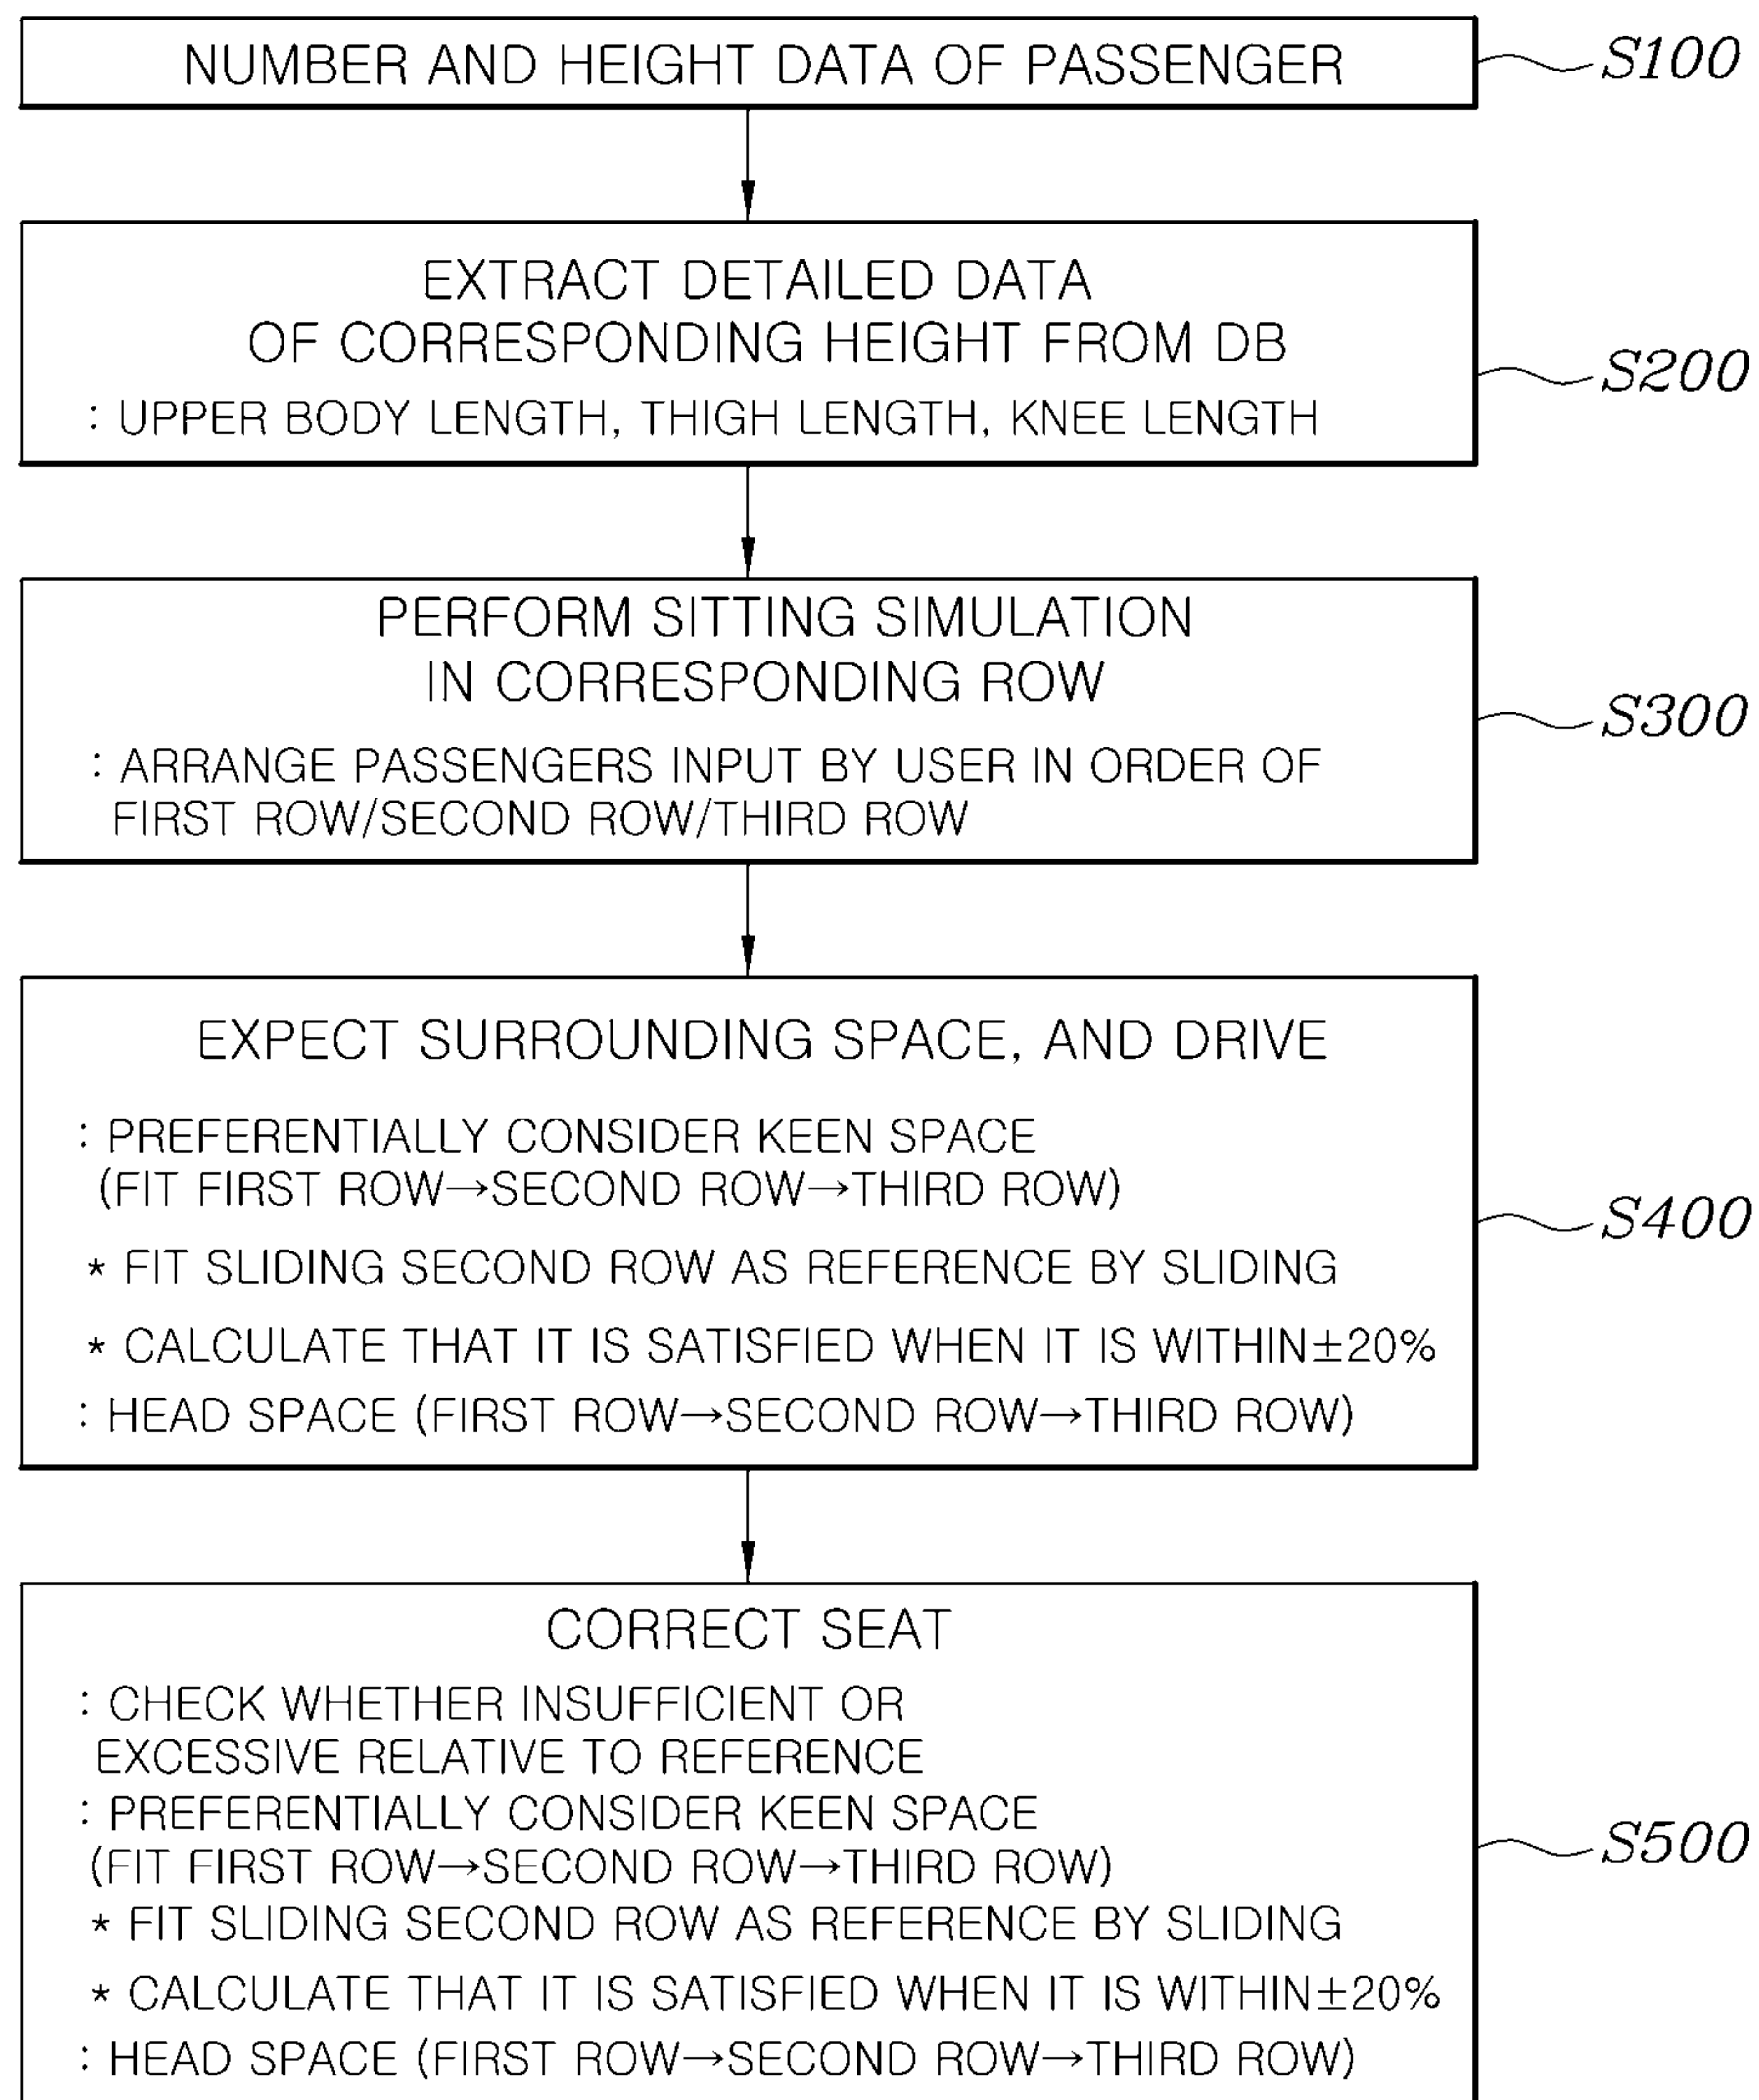 NUMBER AND HEIGHT DATA OF PASSENGER
S100
EXTRACT DETAILED DATA
OF CORRESPONDING HEIGHT FROM DB
: UPPER BODY LENGTH, THIGH LENGTH, KNEE LENGTH
S200
PERFORM SITTING SIMULATION
IN CORRESPONDING ROW
: ARRANGE PASSENGERS INPUT BY USER IN ORDER OF
FIRST ROW/SECOND ROW/THIRD ROW
S300
EXPECT SURROUNDING SPACE, AND DRIVE
: PREFERENTIALLY CONSIDER KEEN SPACE
(FIT FIRST ROW→SECOND ROW→THIRD ROW)
* FIT SLIDING SECOND ROW AS REFERENCE BY SLIDING
* CALCULATE THAT IT IS SATISFIED WHEN IT IS WITHIN±20%
: HEAD SPACE (FIRST ROW→SECOND ROW→THIRD ROW)
S400
CORRECT SEAT
: CHECK WHETHER INSUFFICIENT OR
EXCESSIVE RELATIVE TO REFERENCE
: PREFERENTIALLY CONSIDER KEEN SPACE
(FIT FIRST ROW→SECOND ROW→THIRD ROW)
* FIT SLIDING SECOND ROW AS REFERENCE BY SLIDING
* CALCULATE THAT IT IS SATISFIED WHEN IT IS WITHIN±20%
: HEAD SPACE (FIRST ROW→SECOND ROW→THIRD ROW)
S500